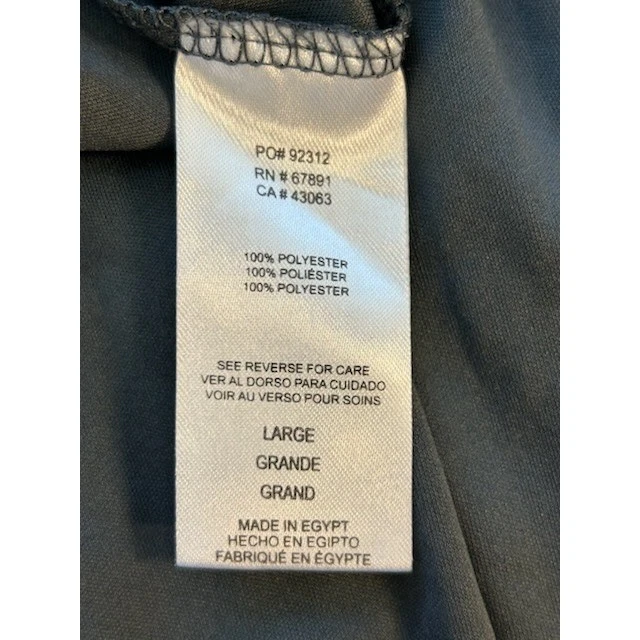 PO# 92312
RN # 67891
CA # 43063
100% POLYESTER
100% POLIÉSTER
100% POLYESTER
SEE REVERSE FOR CARE
VER AL DORSO PARA CUIDADO
VOIR AU VERSO POUR SOINS
LARGE
GRANDE
GRAND
MADE IN EGYPT
HECHO EN EGIPTO
FABRIQUÉ EN ÉGYPTE